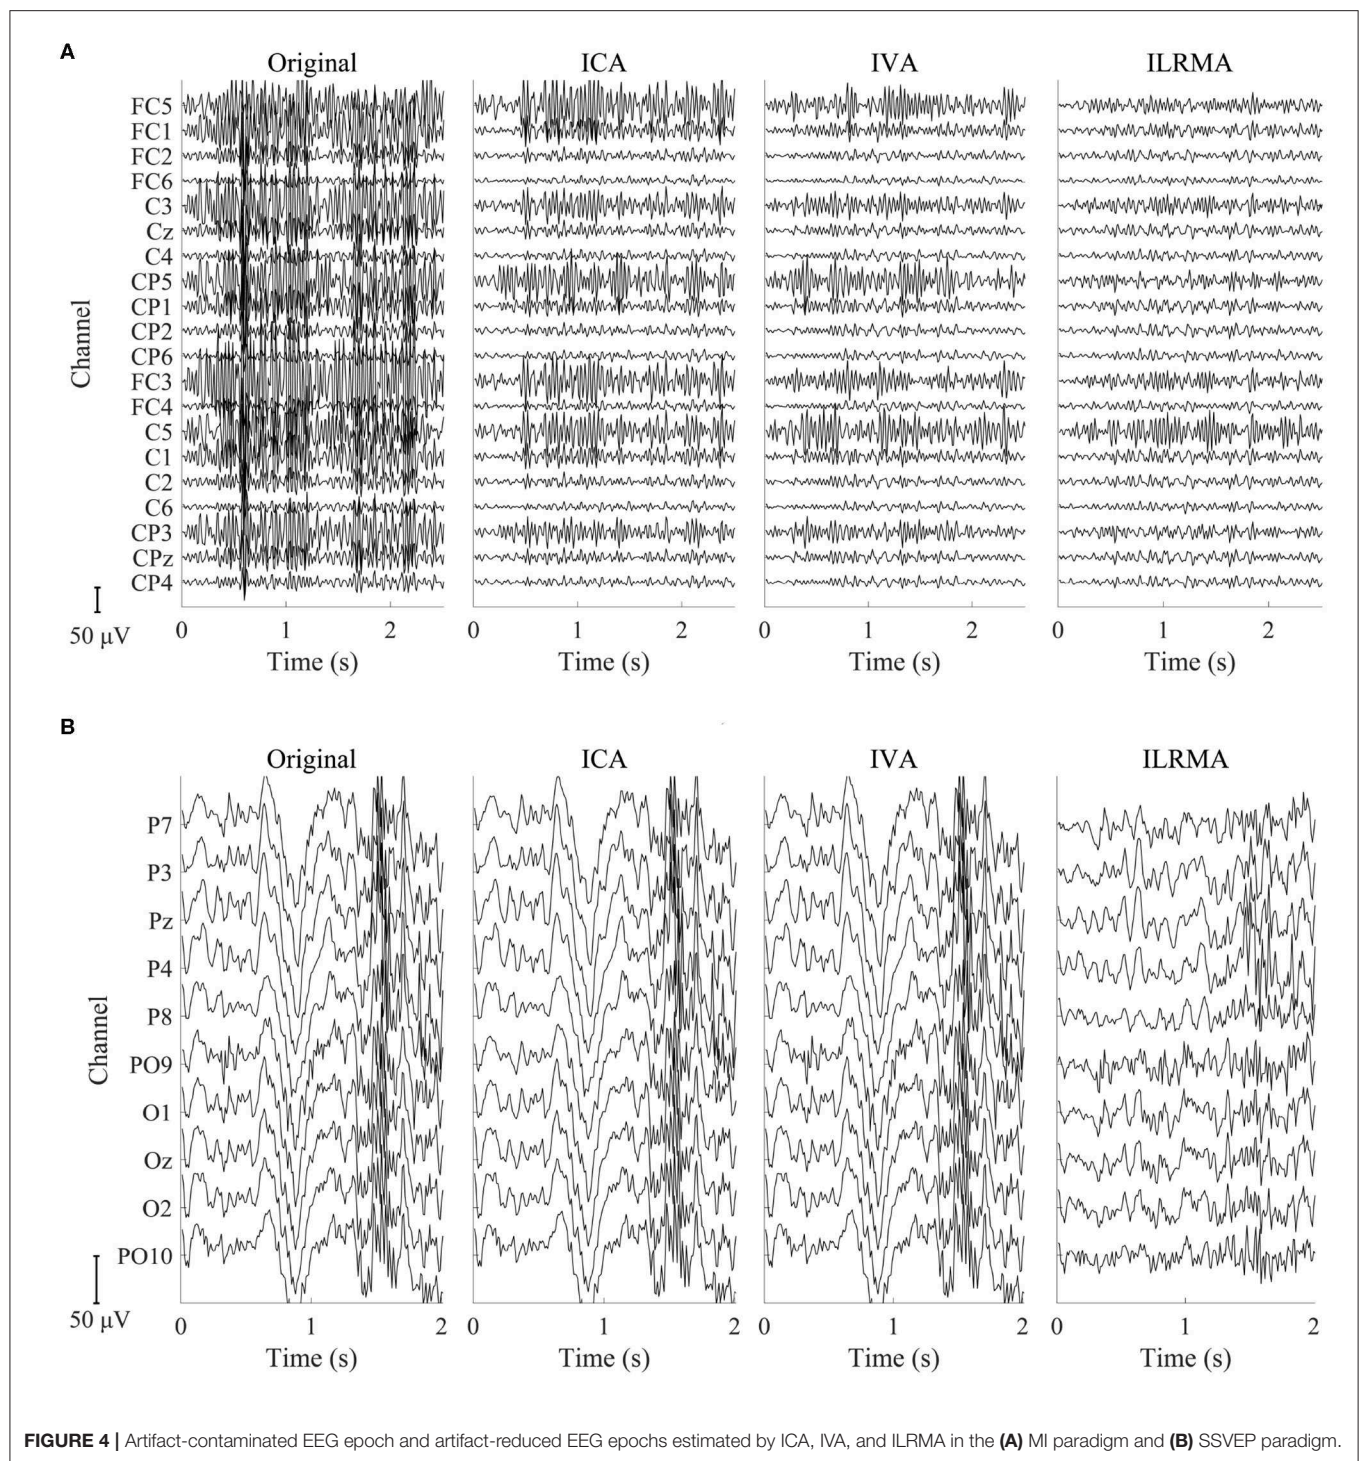 A
Original ICA IVA ILRMA
FC5
FC1
FC2
FC6
C3
Cz
C4
CP5
CP1
CP2
CP6
FC3
FC4
C5
C1
C2
C6
CP3
CPz
CP4
Channel
50 μV
0 1 2 0 1 2 0 1 2 0 1 2
Time (s) Time (s) Time (s) Time (s)
B
Original ICA IVA ILRMA
P7
P3
Pz
P4
P8
PO9
O1
Oz
O2
PO10
Channel
50 μV
0 1 2 0 1 2 0 1 2 0 1 2
Time (s) Time (s) Time (s) Time (s)
FIGURE 4 | Artifact-contaminated EEG epoch and artifact-reduced EEG epochs estimated by ICA, IVA, and ILRMA in the (A) MI paradigm and (B) SSVEP paradigm.